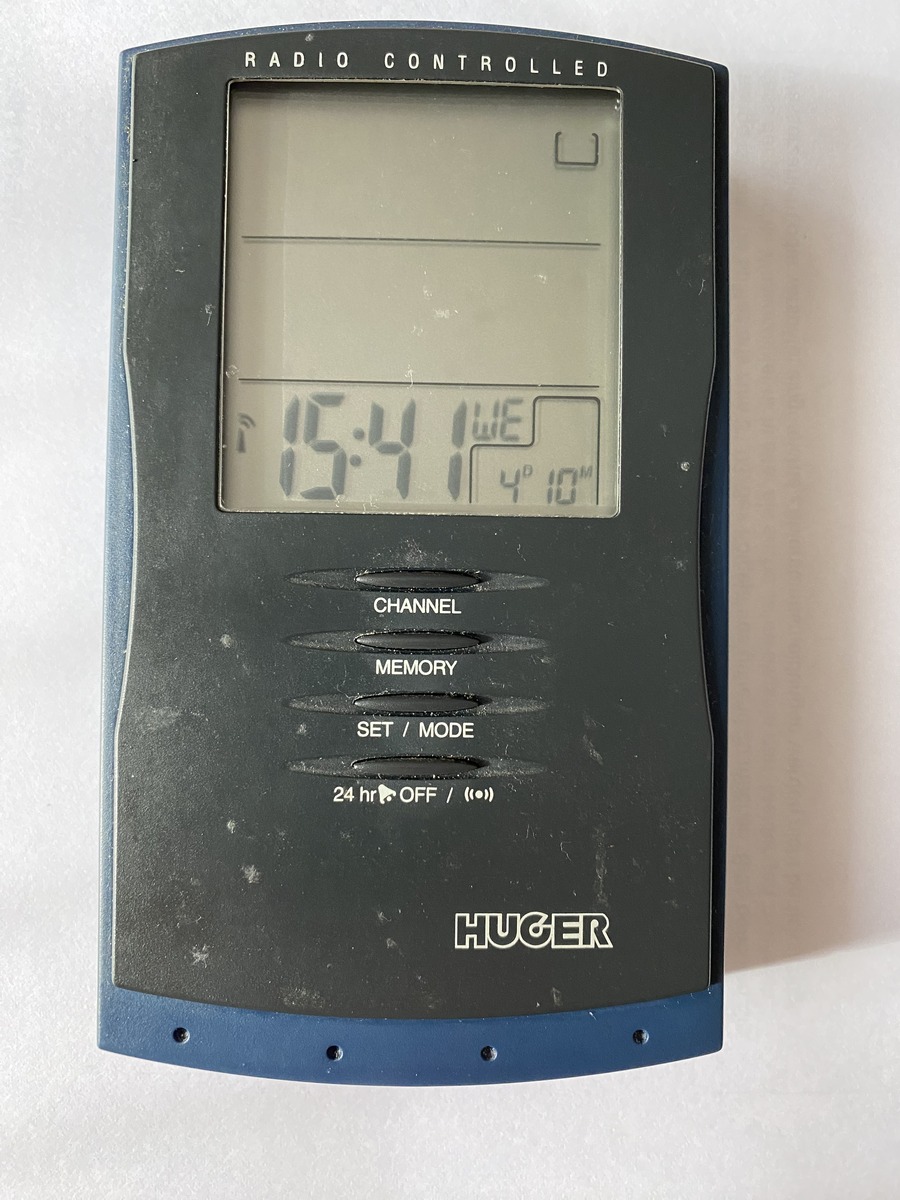 RADIO CONTROLLED
15:41 WE
4D 10M
CHANNEL
MEMORY
SET / MODE
24 hr OFF / ((•))
HUGER